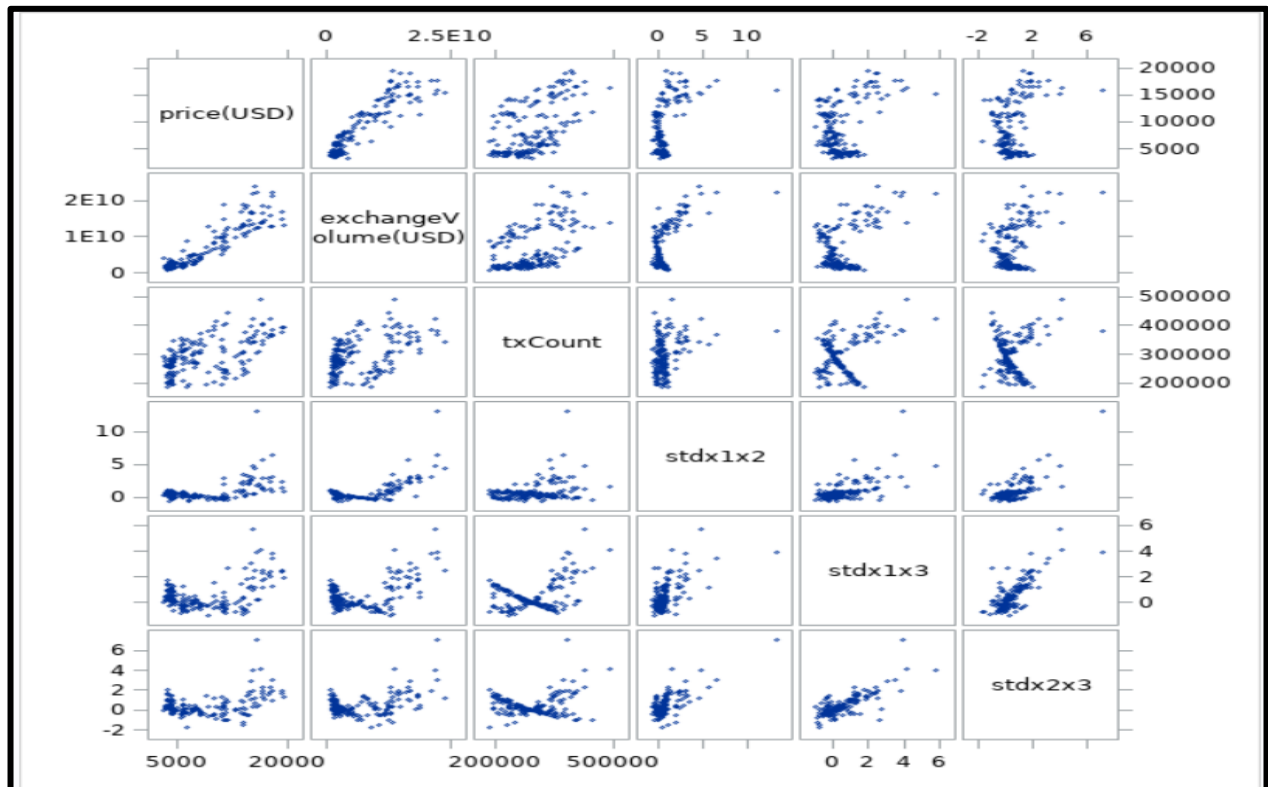 0 2.5E10 0 5 10 -2 2 6
price(USD) 20000
15000
10000
5000
2E10
1E10
0
exchangeV
olume(USD)
txCount 500000
400000
300000
200000
10
5
0
stdx1x2
stdx1x3 6
4
2
0
6
4
2
0
-2
stdx2x3
5000 20000 200000 500000 0 2 4 6